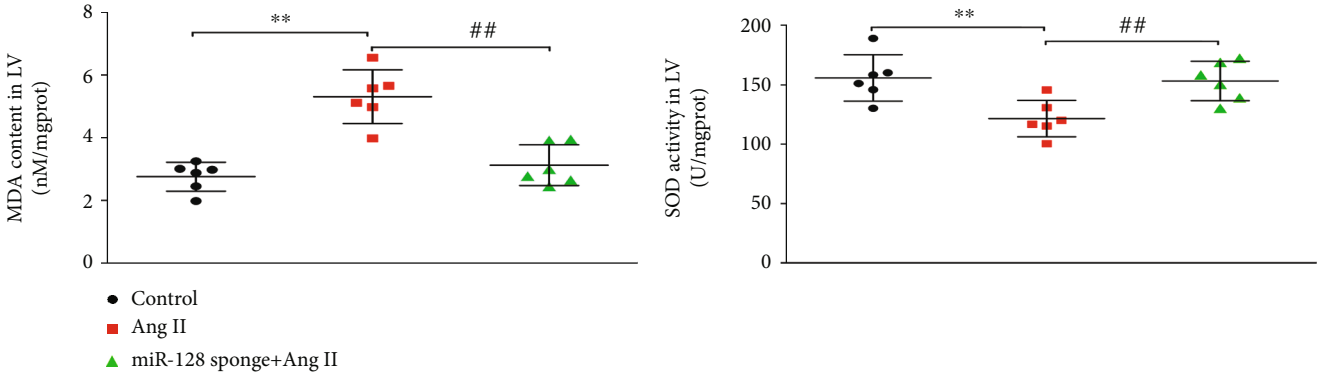 MDA content in LV
(nM/mgprot)
8
6
4
2
0
**
##
SOD activity in LV
(U/mgprot)
200
150
100
50
0
**
##
Control
Ang II
miR-128 sponge+Ang II